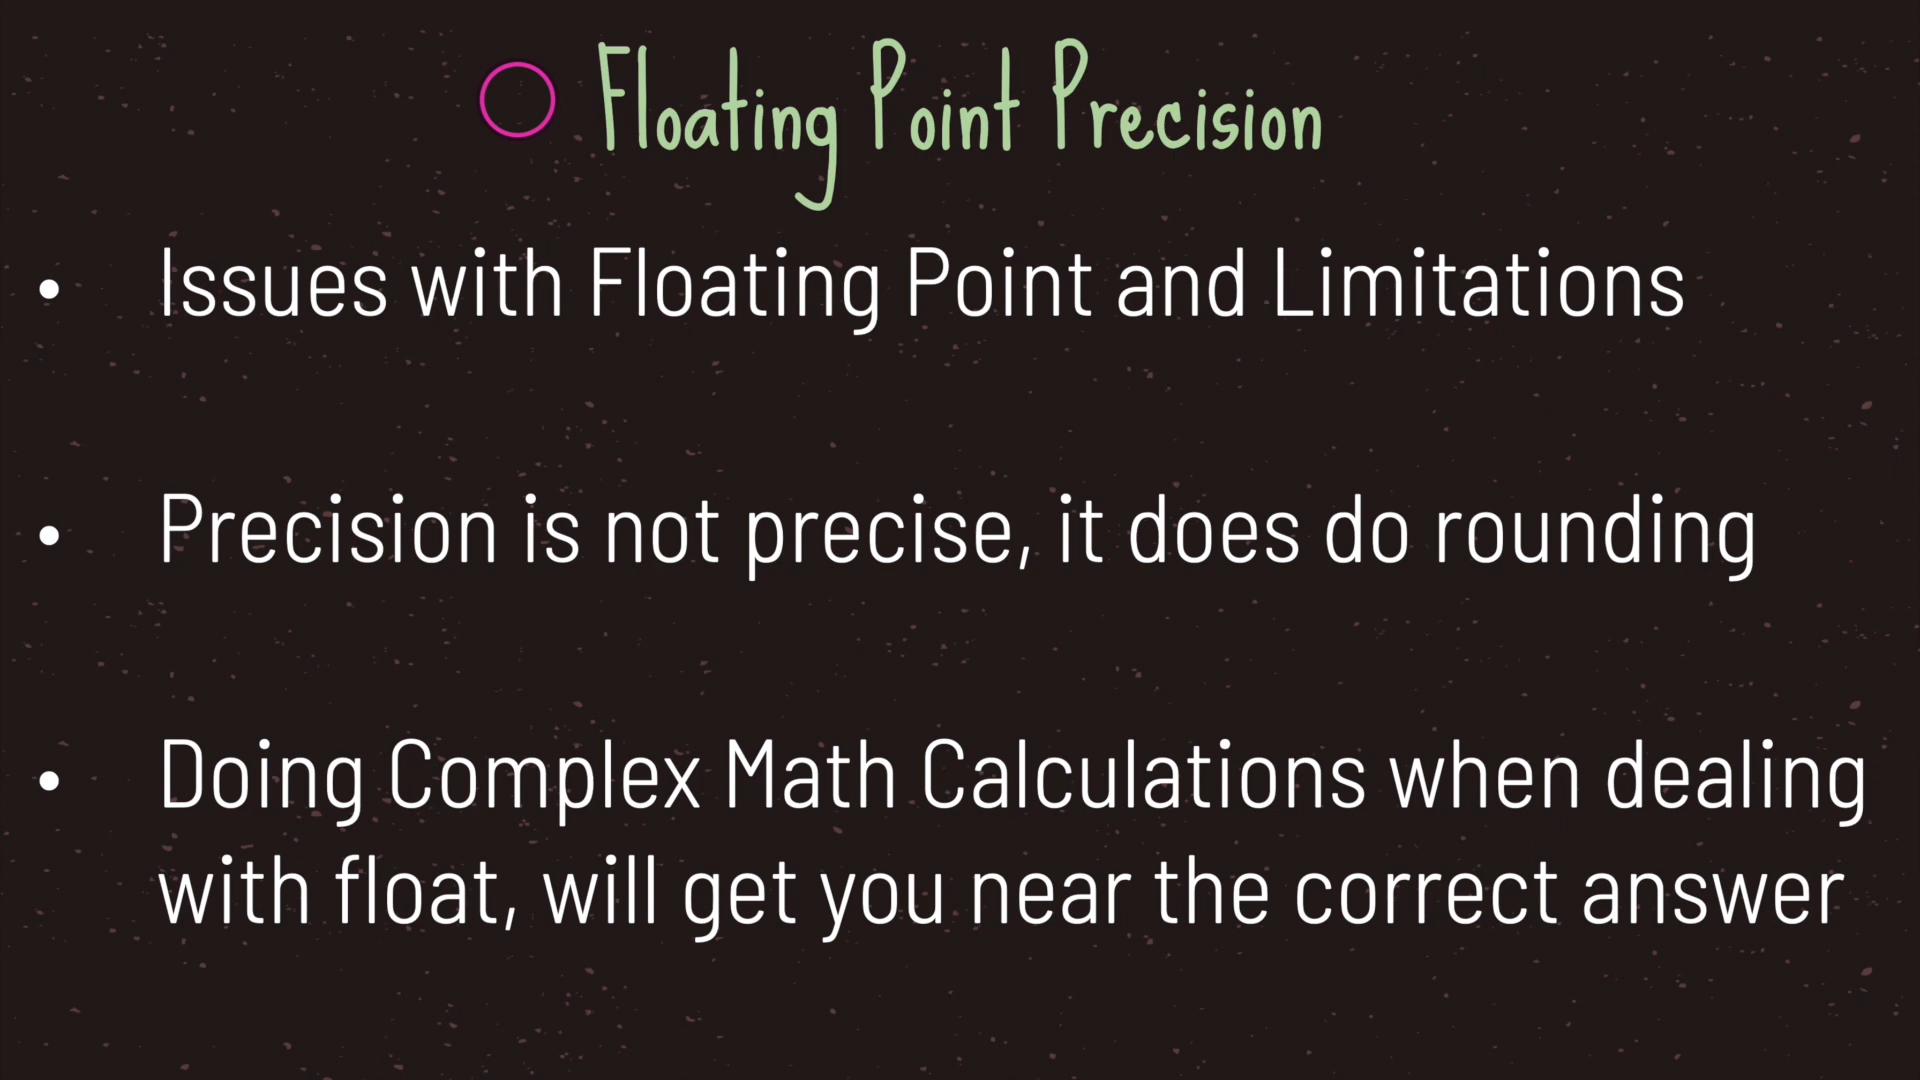 Floating Point Precision
• Issues with Floating Point and Limitations
• Precision is not precise, it does do rounding
• Doing Complex Math Calculations when dealing
with float, will get you near the correct answer